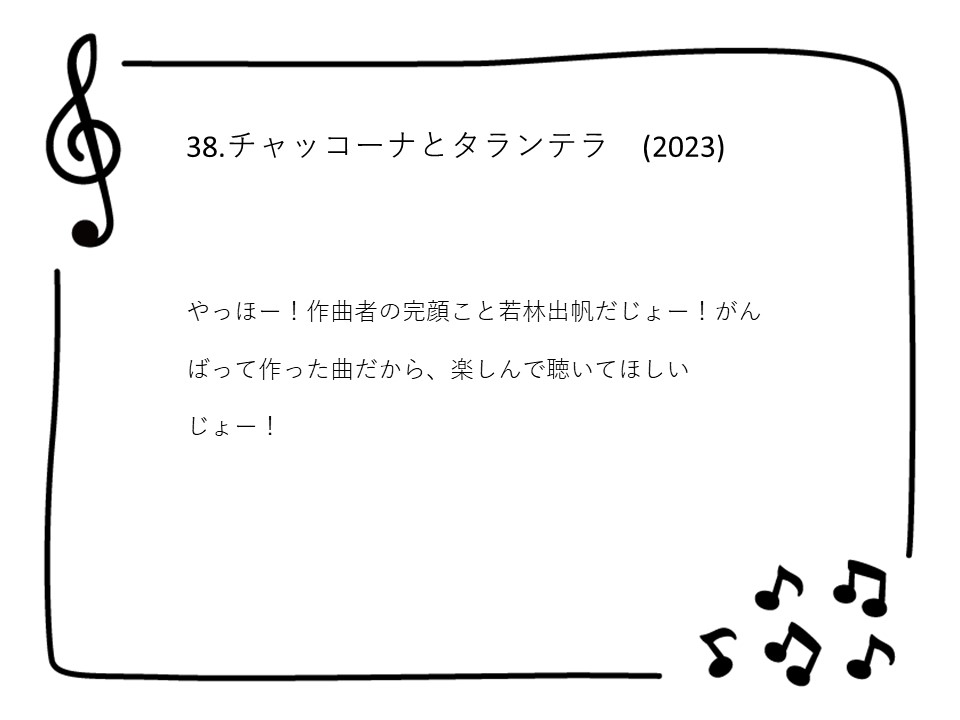 38.チャッコーナとタランテラ　(2023)
やっほー！作曲者の完顔こと若林出帆だじょー！がん
ばって作った曲だから、楽しんで聴いてほしい
じょー！